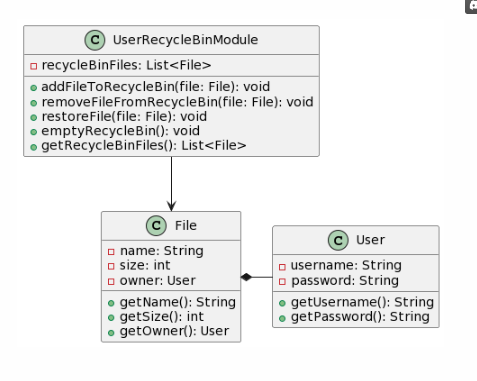 C UserRecycleBinModule
recycleBinFiles: List<File>
addFileToRecycleBin(file: File): void
removeFileFromRecycleBin(file: File): void
restoreFile(file: File): void
emptyRecycleBin(): void
getRecycleBinFiles(): List<File>
C File
name: String
size: int
owner: User
getName(): String
getSize(): int
getOwner(): User
C User
username: String
password: String
getUsername(): String
getPassword(): String